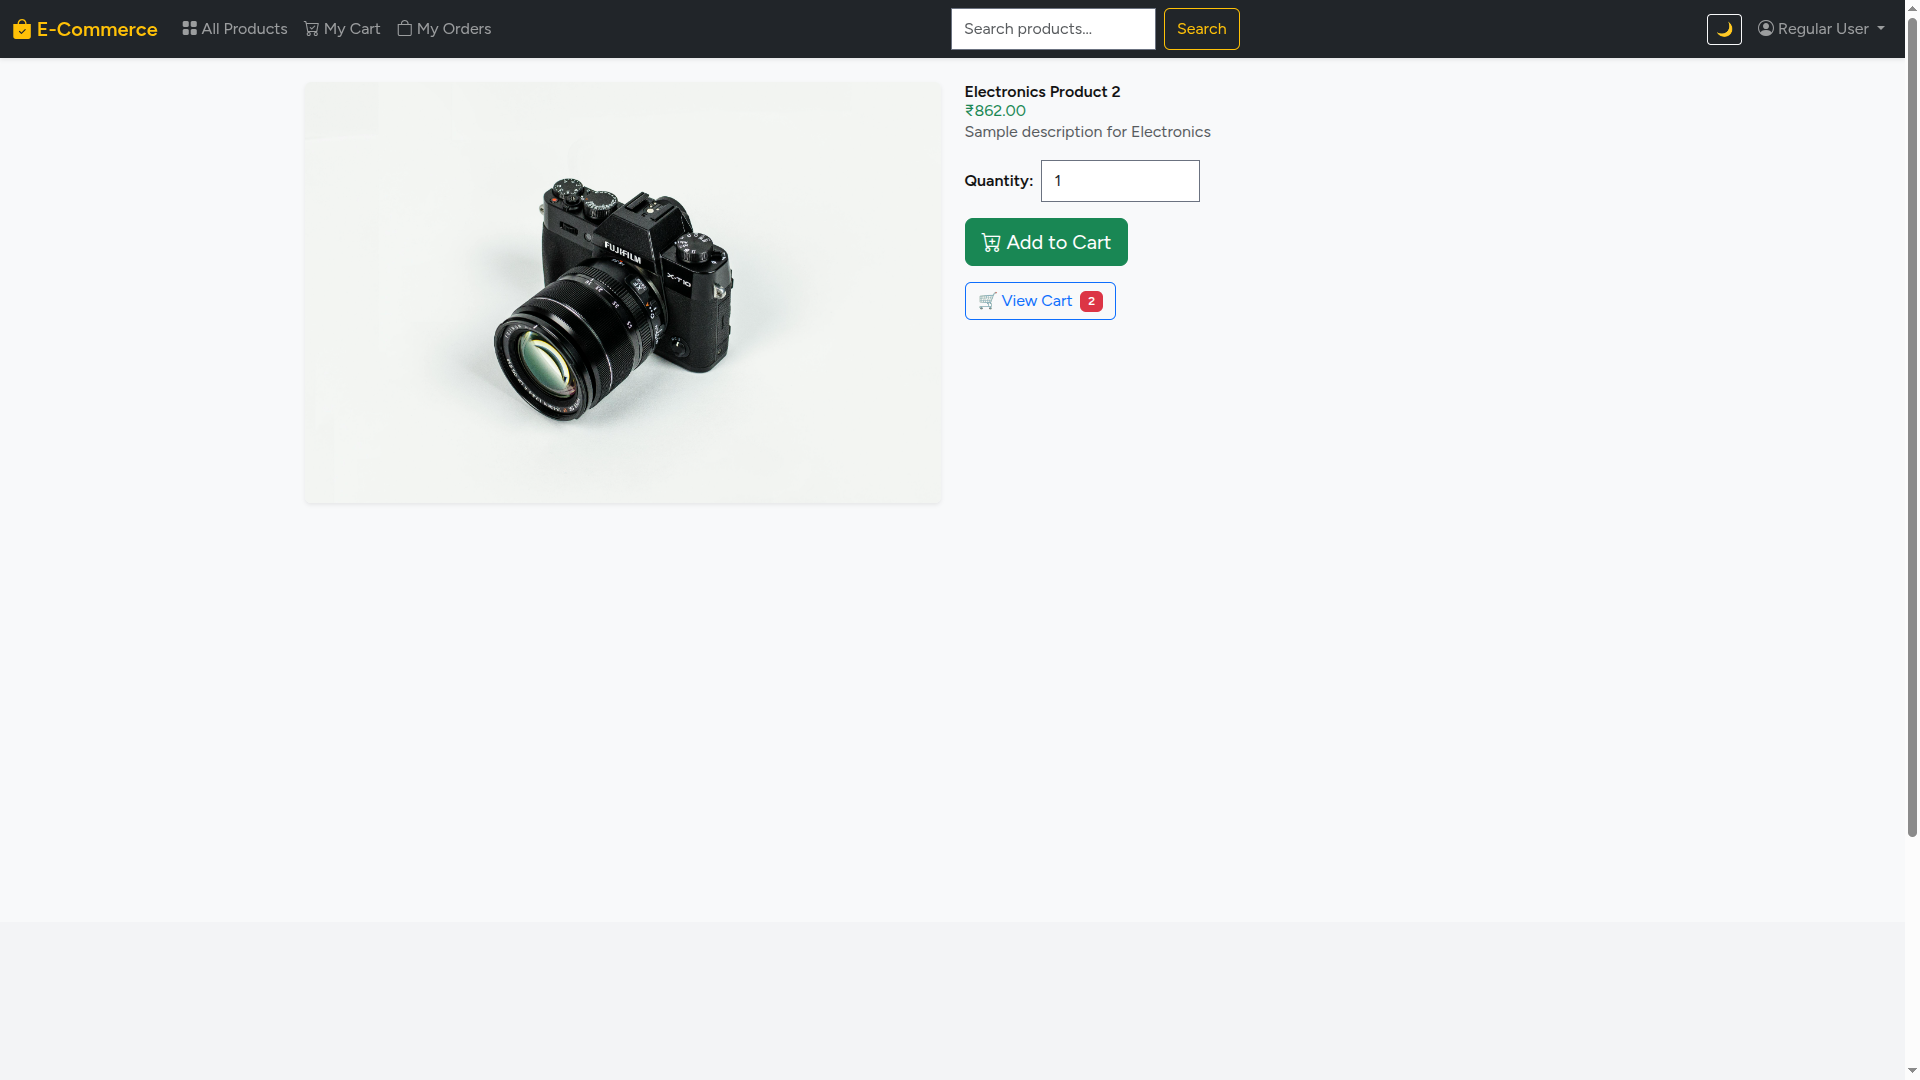 E-Commerce
All Products
My Cart
My Orders
Search products...
Search
Regular User
Electronics Product 2
₹862.00
Sample description for Electronics
Quantity: 1
Add to Cart
View Cart 2
FUJIFILM
X-T10